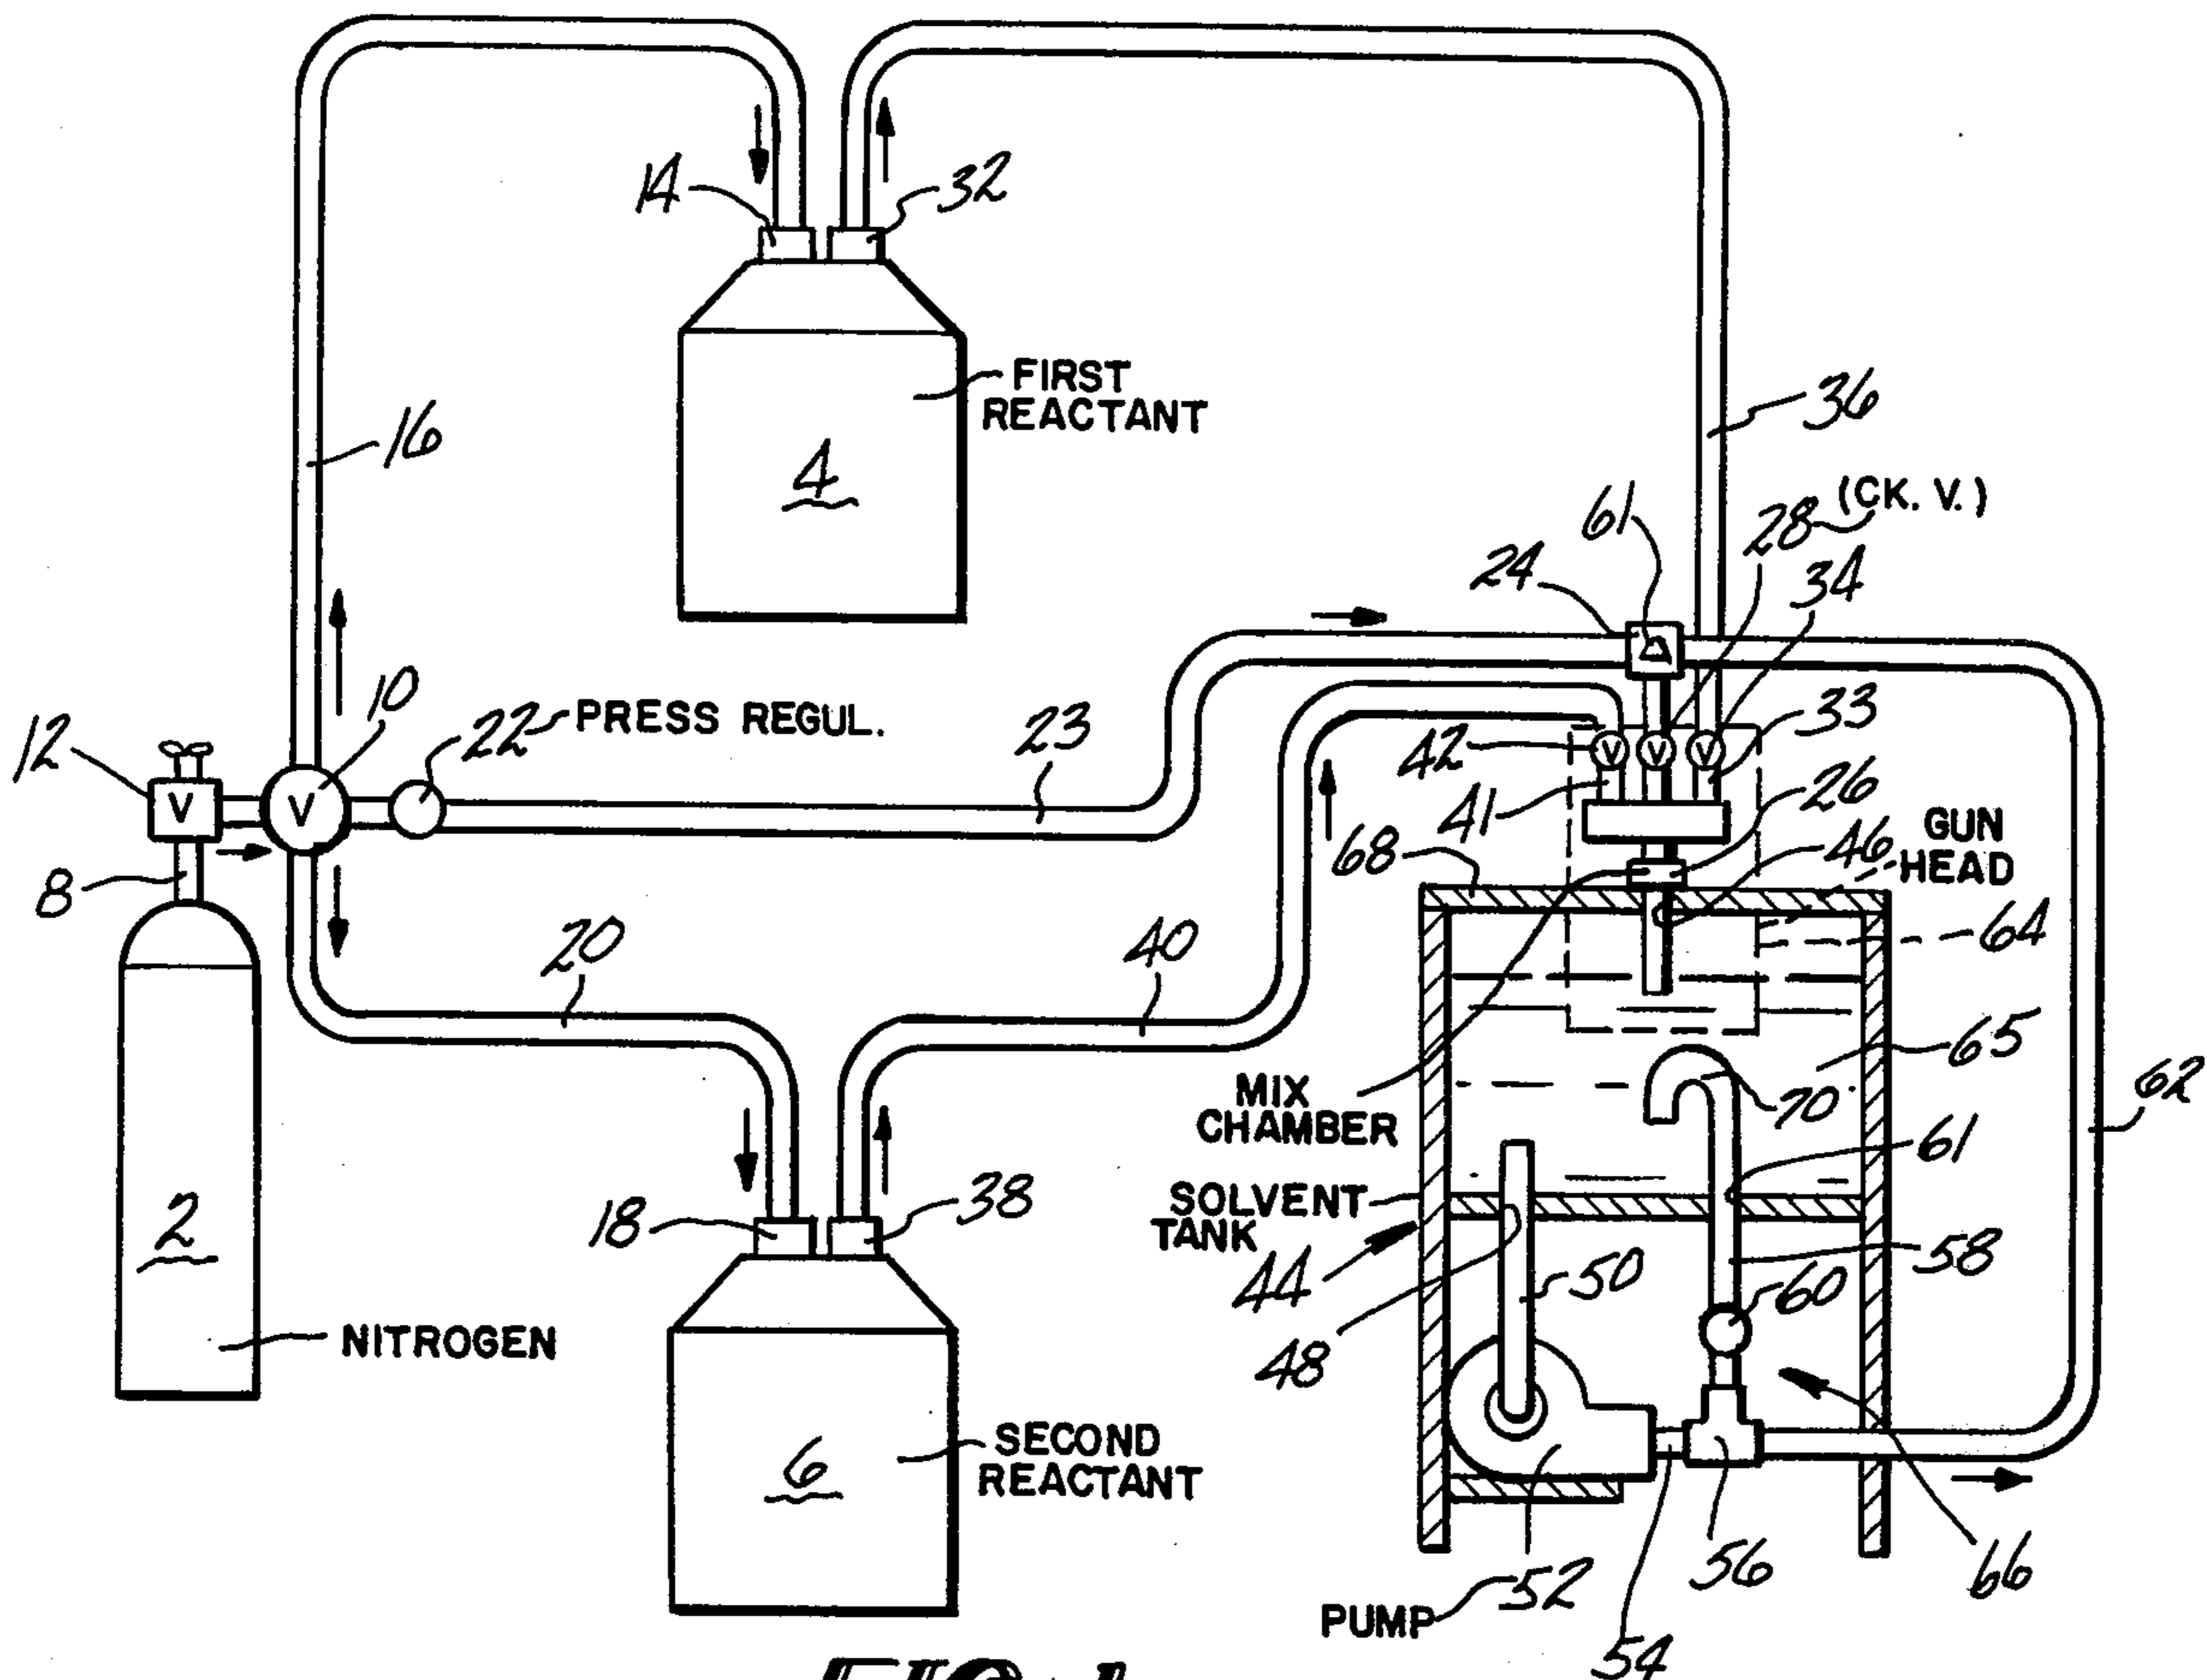 14
32
FIRST
REACTANT
4
16
36
(CK. V.)
61
28
24
34
10
22 PRESS REGUL.
12
V
V
23
42
V
V
V
33
41
26
68
46
GUN
HEAD
8
20
40
64
65
MIX
CHAMBER
70
62
61
2
18
38
SOLVENT
TANK
44
50
58
60
48
NITROGEN
SECOND
REACTANT
6
52
56
66
PUMP
54